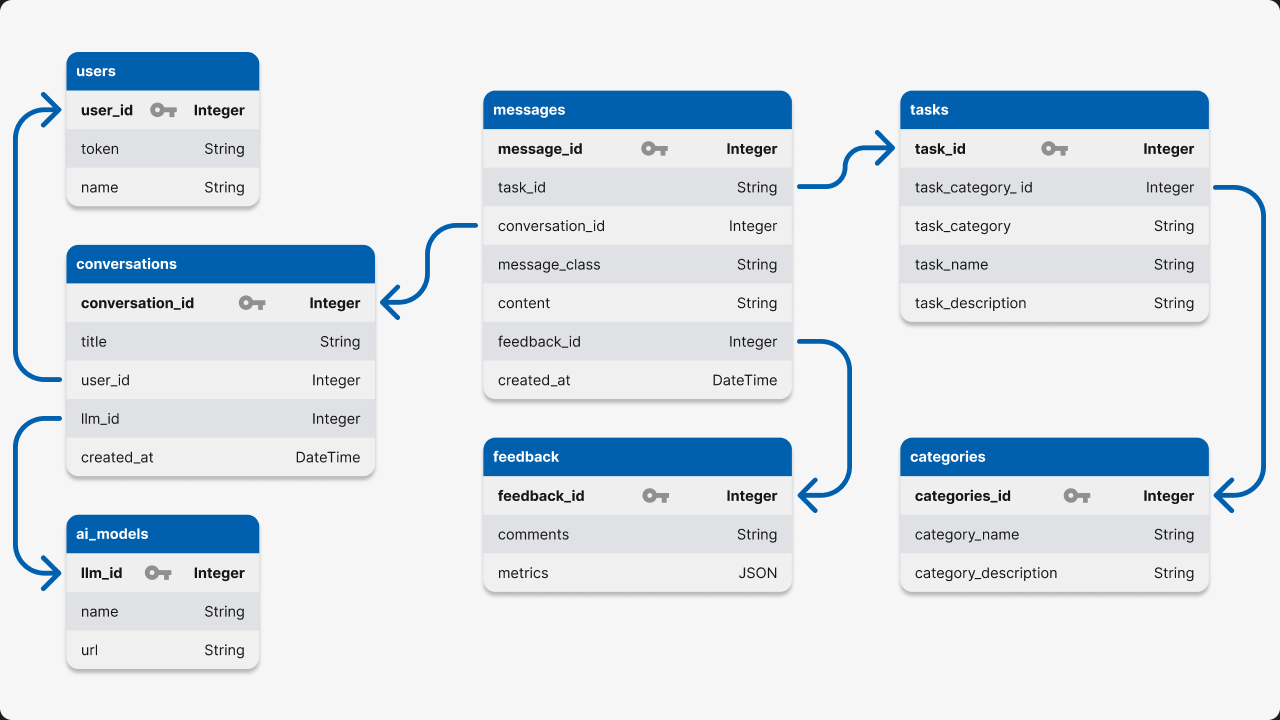 users
user_id Integer
token String
name String
conversations
conversation_id Integer
title String
user_id Integer
llm_id Integer
created_at DateTime
ai_models
llm_id Integer
name String
url String
messages
message_id Integer
task_id String
conversation_id Integer
message_class String
content String
feedback_id Integer
created_at DateTime
feedback
feedback_id Integer
comments String
metrics JSON
tasks
task_id Integer
task_category_ id Integer
task_category String
task_name String
task_description String
categories
categories_id Integer
category_name String
category_description String